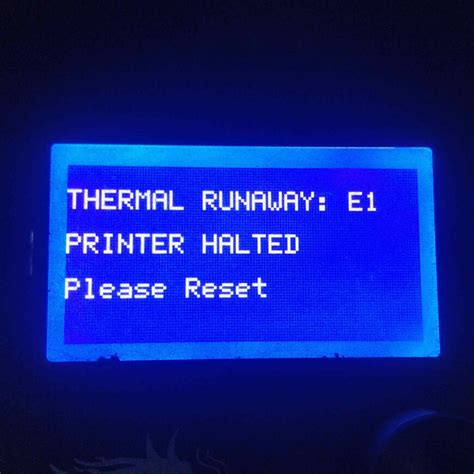 THERMAL RUNAWAY: E1
PRINTER HALTED
Please Reset